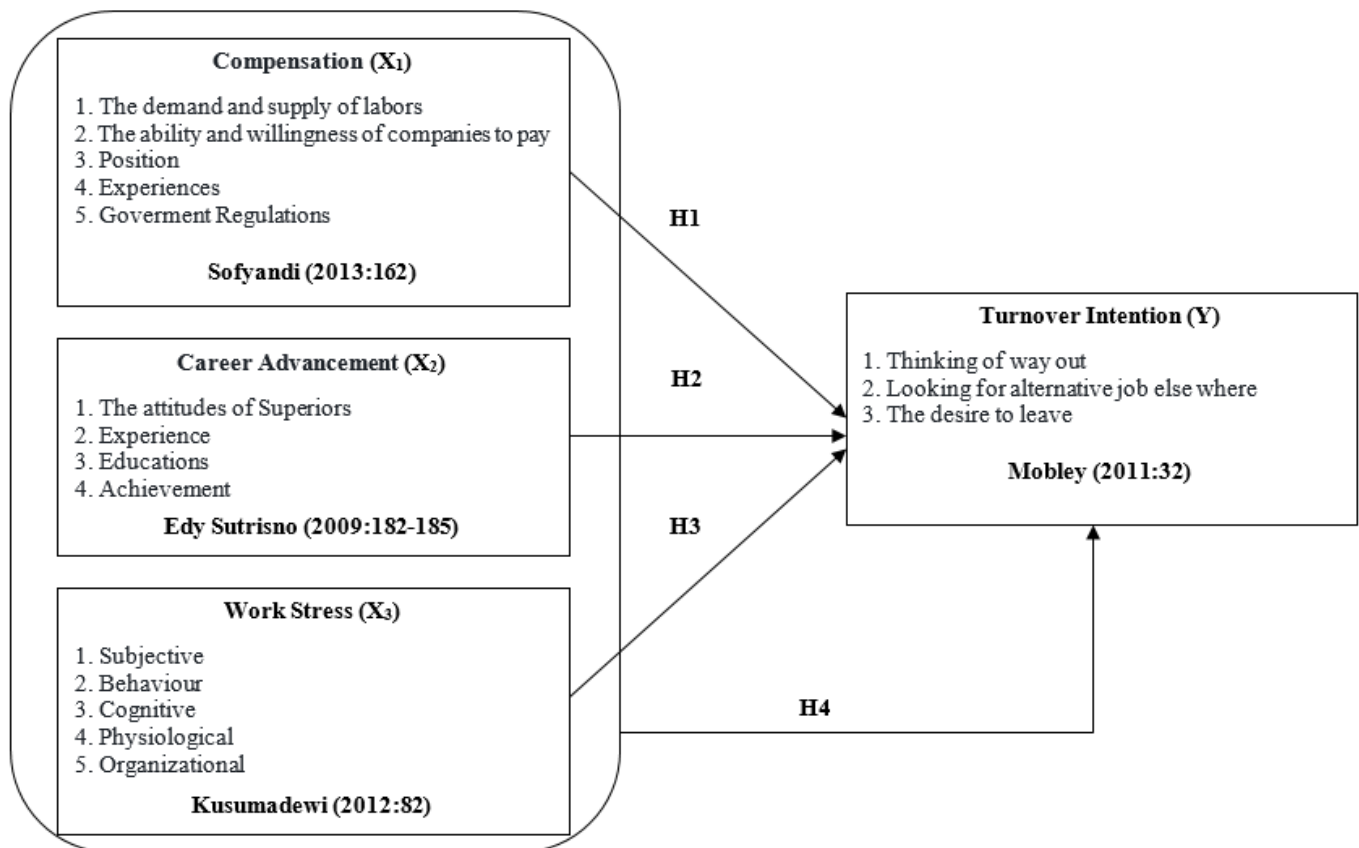 Compensation (X₁)
1. The demand and supply of labors
2. The ability and willingness of companies to pay
3. Position
4. Experiences
5. Goverment Regulations
Sofyandi (2013:162)
Career Advancement (X₂)
1. The attitudes of Superiors
2. Experience
3. Educations
4. Achievement
Edy Sutrisno (2009:182-185)
Work Stress (X₃)
1. Subjective
2. Behaviour
3. Cognitive
4. Physiological
5. Organizational
Kusumadewi (2012:82)
H1
H2
H3
H4
Turnover Intention (Y)
1. Thinking of way out
2. Looking for alternative job else where
3. The desire to leave
Mobley (2011:32)